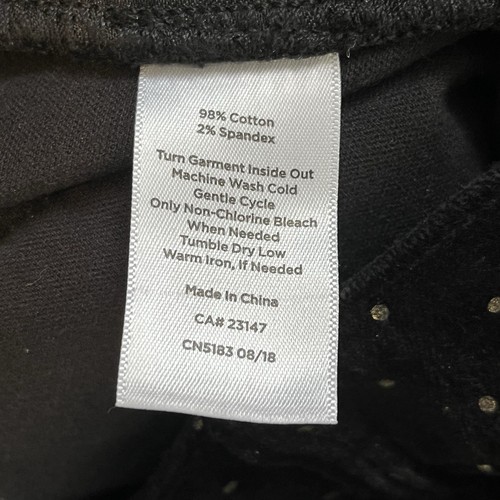 98% Cotton
2% Spandex
Turn Garment Inside Out
Machine Wash Cold
Gentle Cycle
Only Non-Chlorine Bleach
When Needed
Tumble Dry Low
Warm Iron, If Needed
Made In China
CA# 23147
CN5183 08/18